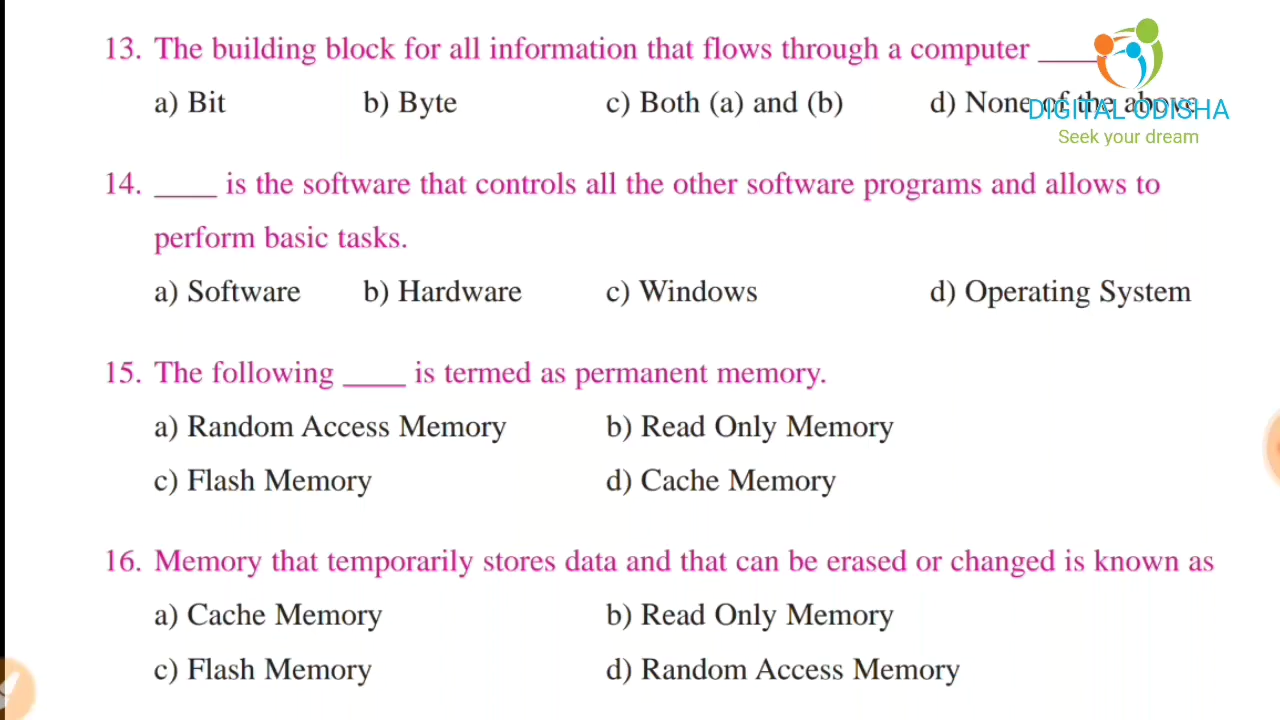 13. The building block for all information that flows through a computer ____
a) Bit b) Byte c) Both (a) and (b) d) None of the above
DIGITAL ODISHA
Seek your dream
14. ____ is the software that controls all the other software programs and allows to
perform basic tasks.
a) Software b) Hardware c) Windows d) Operating System
15. The following ____ is termed as permanent memory.
a) Random Access Memory b) Read Only Memory
c) Flash Memory d) Cache Memory
16. Memory that temporarily stores data and that can be erased or changed is known as
a) Cache Memory b) Read Only Memory
c) Flash Memory d) Random Access Memory